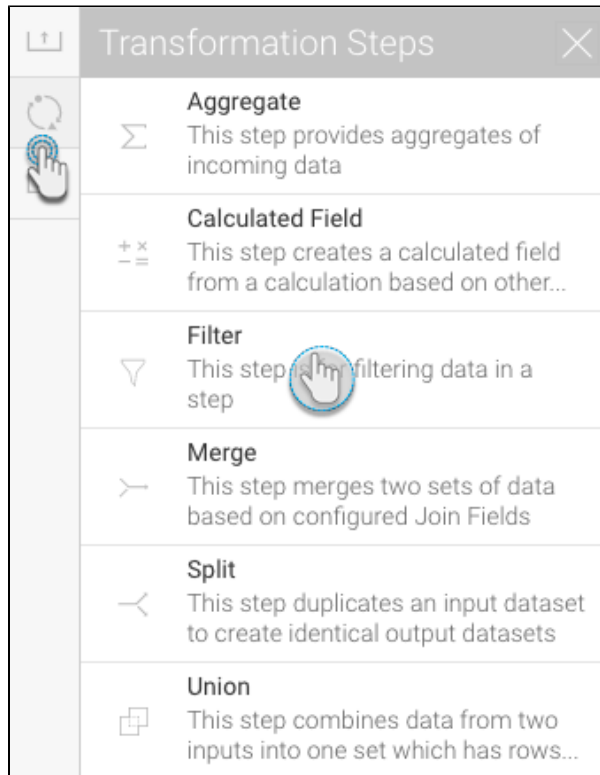 Transformation Steps
Aggregate
This step provides aggregates of
incoming data
Calculated Field
This step creates a calculated field
from a calculation based on other...
Filter
This step filtering data in a
step
Merge
This step merges two sets of data
based on configured Join Fields
Split
This step duplicates an input dataset
to create identical output datasets
Union
This step combines data from two
inputs into one set which has rows...